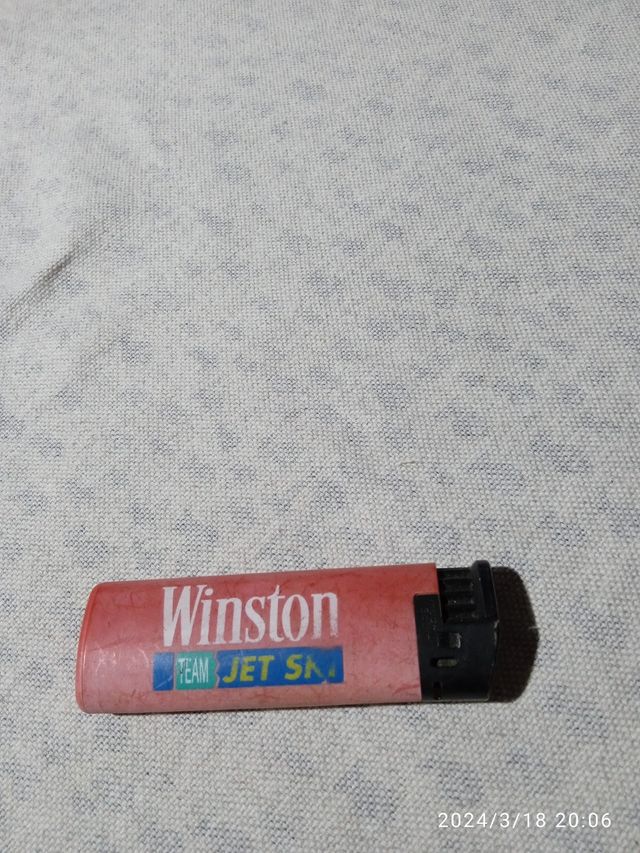 Winston
TEAM JET SKI
2024/3/18 20:06